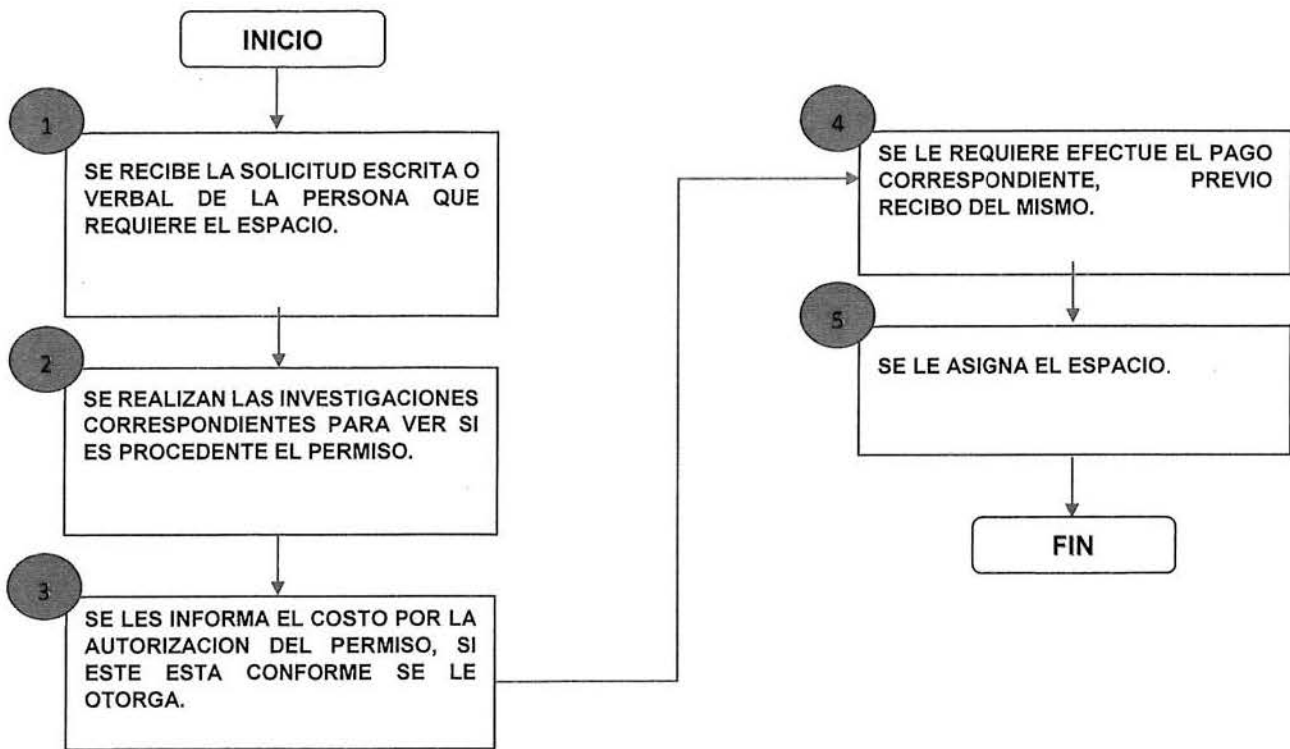 INICIO
1
SE RECIBE LA SOLICITUD ESCRITA O
VERBAL DE LA PERSONA QUE
REQUIERE EL ESPACIO.
2
SE REALIZAN LAS INVESTIGACIONES
CORRESPONDIENTES PARA VER SI
ES PROCEDENTE EL PERMISO.
3
SE LES INFORMA EL COSTO POR LA
AUTORIZACION DEL PERMISO, SI
ESTE ESTA CONFORME SE LE
OTORGA.
4
SE LE REQUIERE EFECTUE EL PAGO
CORRESPONDIENTE, PREVIO
RECIBO DEL MISMO.
5
SE LE ASIGNA EL ESPACIO.
FIN